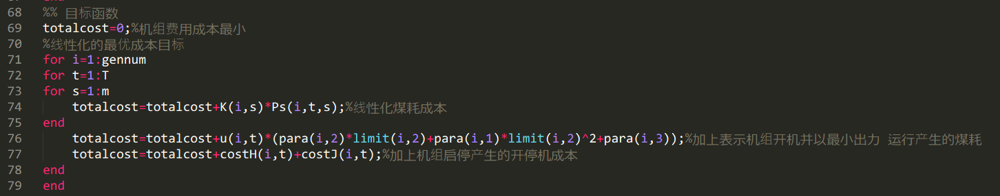 68 %% 目标函数
69 totalcost=0;%机组费用成本最小
70 %线性化的最优成本目标
71 for i=1:gennum
72 for t=1:T
73 for s=1:m
74 totalcost=totalcost+K(i,s)*Ps(i,t,s);%线性化煤耗成本
75 end
76 totalcost=totalcost+u(i,t)*(para(i,2)*limit(i,2)+para(i,1)*limit(i,2)^2+para(i,3));%加上表示机组开机并以最小出力 运行产生的煤耗
77 totalcost=totalcost+costH(i,t)+costJ(i,t);%加上机组启停产生的开停机成本
78 end
79 end